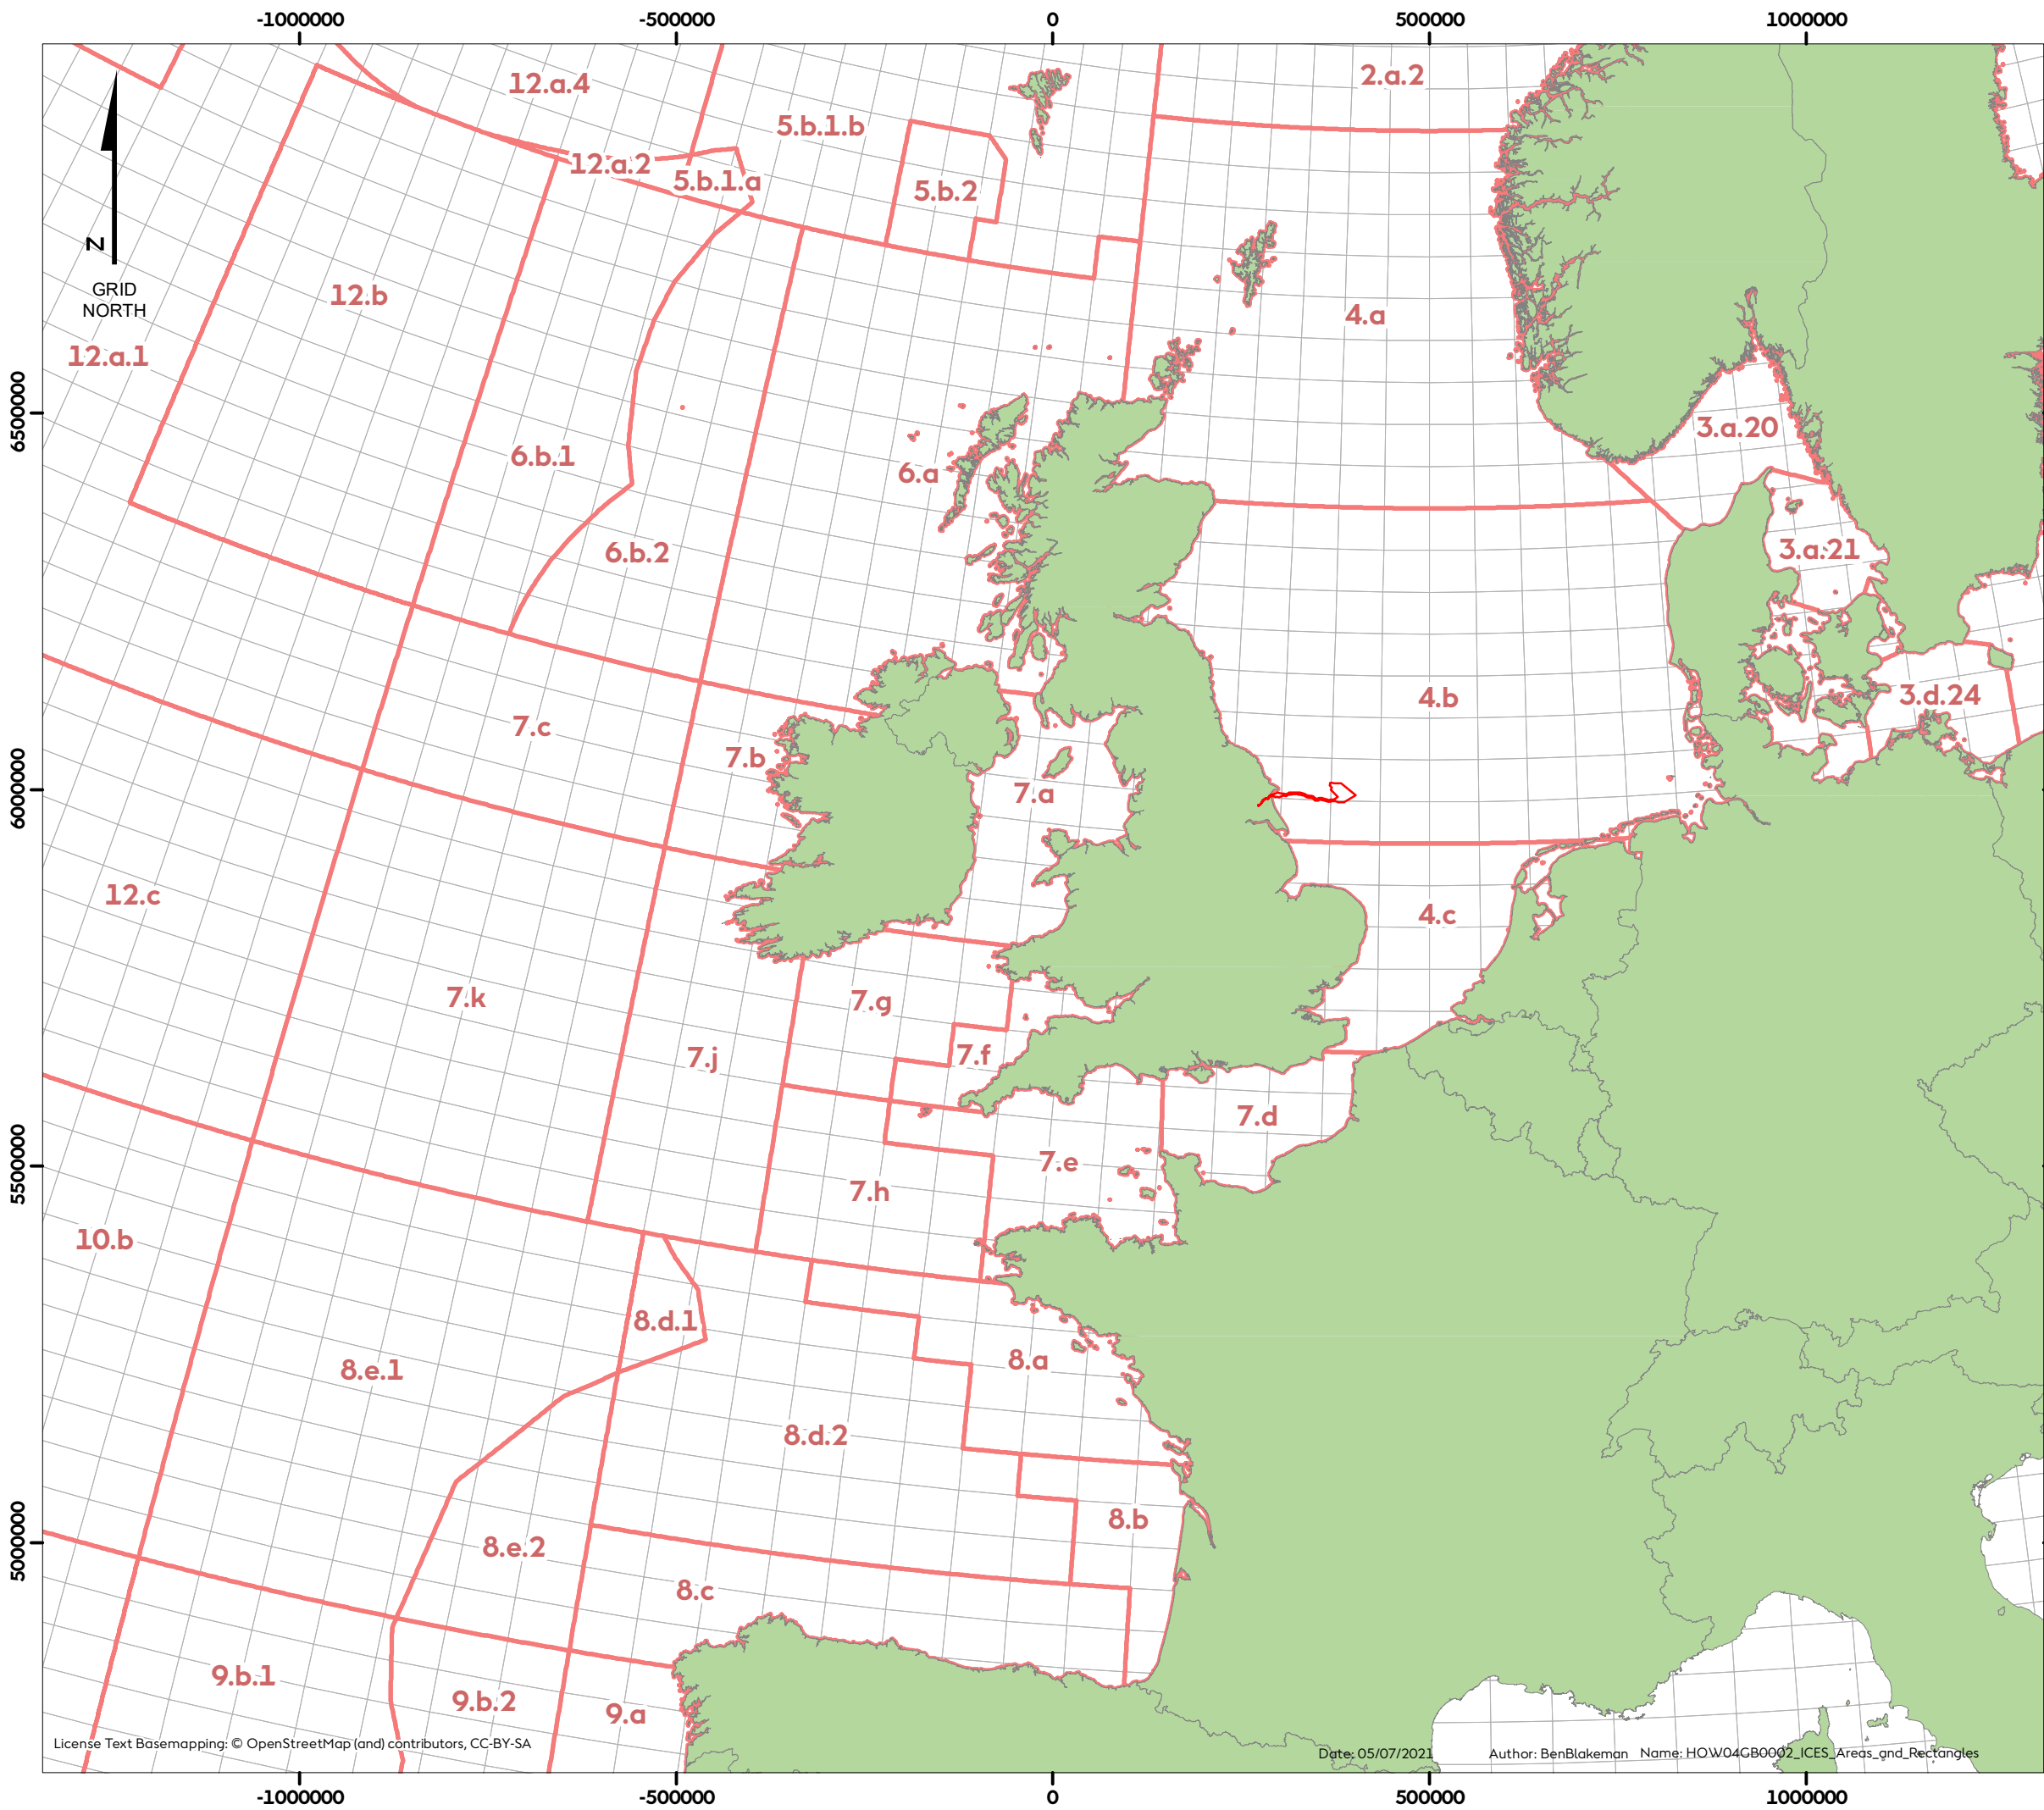 -1000000 -500000 0 500000 1000000
2.a.2
12.a.4
5.b.1.b
12.a.2
5.b.1.a
5.b.2
N
GRID
NORTH
12.b
4.a
12.a.1
6500000
3.a.20
6.b.1
6.a
3.a.21
6.b.2
3.d.24
4.b
7.c
7.b
7.a
6000000
12.c
4.c
7.k
7.g
7.f
7.j
7.d
7.e
5500000
7.h
10.b
8.d.1
8.a
8.e.1
8.d.2
8.b
5000000
8.e.2
8.c
9.b.1
9.b.2
9.a
License Text Basemapping: © OpenStreetMap (and) contributors, CC-BY-SA
Date: 05/07/2021 Author: BenBlakeman Name: HOW04GB0002_ICES_Areas_and_Rectangles
-1000000 -500000 0 500000 1000000